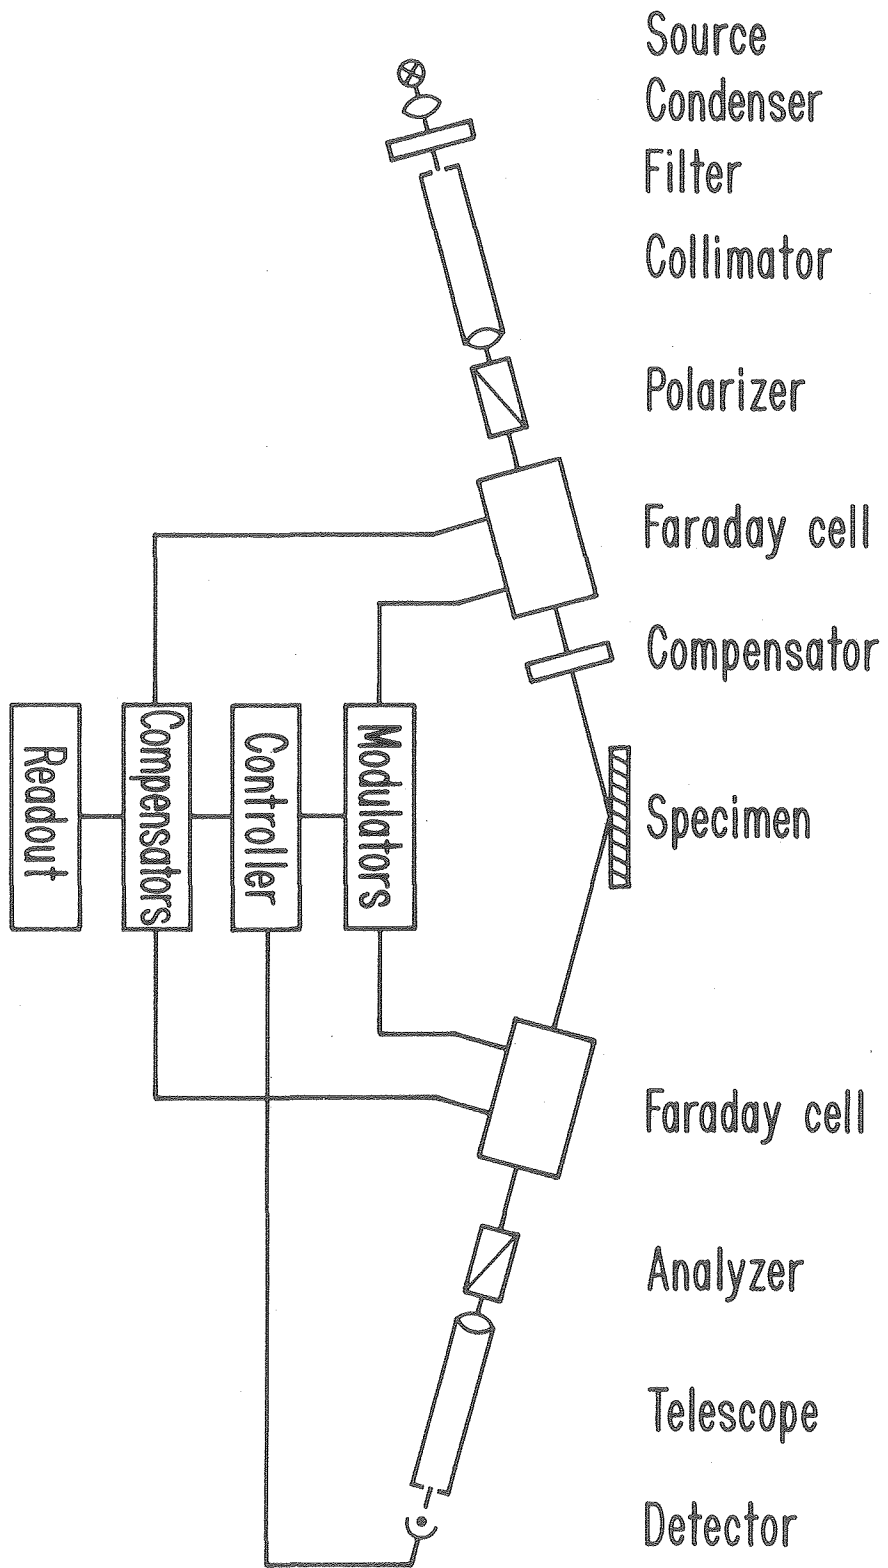 Source
Condenser
Filter
Collimator
Polarizer
Faraday cell
Compensator
Readout
Compensators
Controller
Modulators
Specimen
Faraday cell
Analyzer
Telescope
Detector